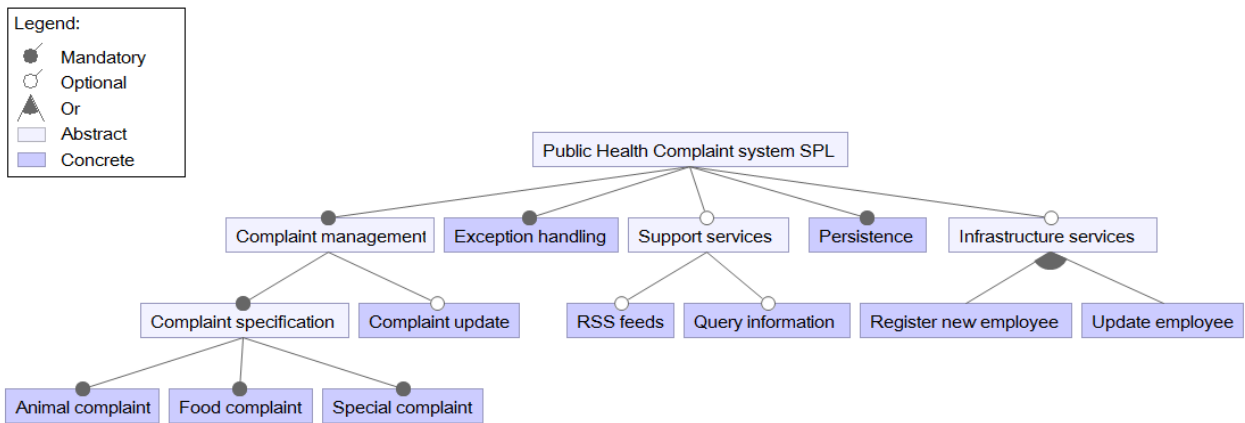 Legend:
Mandatory
Optional
Or
Abstract
Concrete
Public Health Complaint system SPL
Complaint management
Exception handling
Support services
Persistence
Infrastructure services
Complaint specification
Complaint update
RSS feeds
Query information
Register new employee
Update employee
Animal complaint
Food complaint
Special complaint